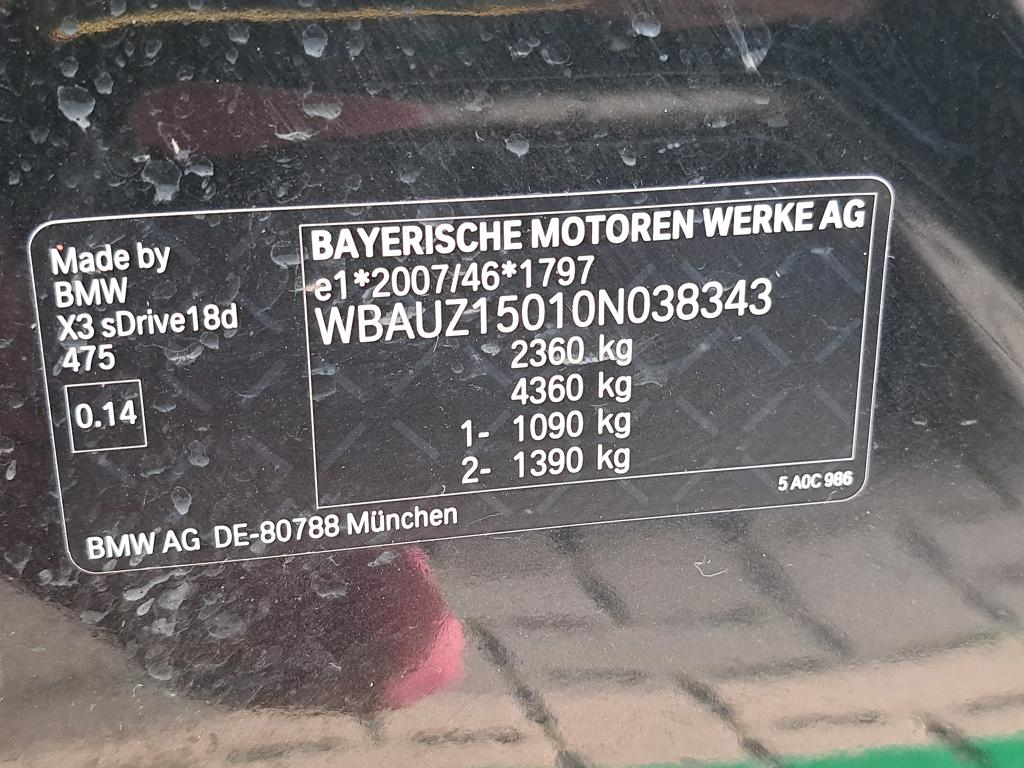 Made by
BMW
X3 sDrive18d
475
0.14
BAYERISCHE MOTOREN WERKE AG
e1*2007/46*1797
WBAUZ15010N038343
2360 kg
4360 kg
1- 1090 kg
2- 1390 kg
5 A0C 986
BMW AG DE-80788 München